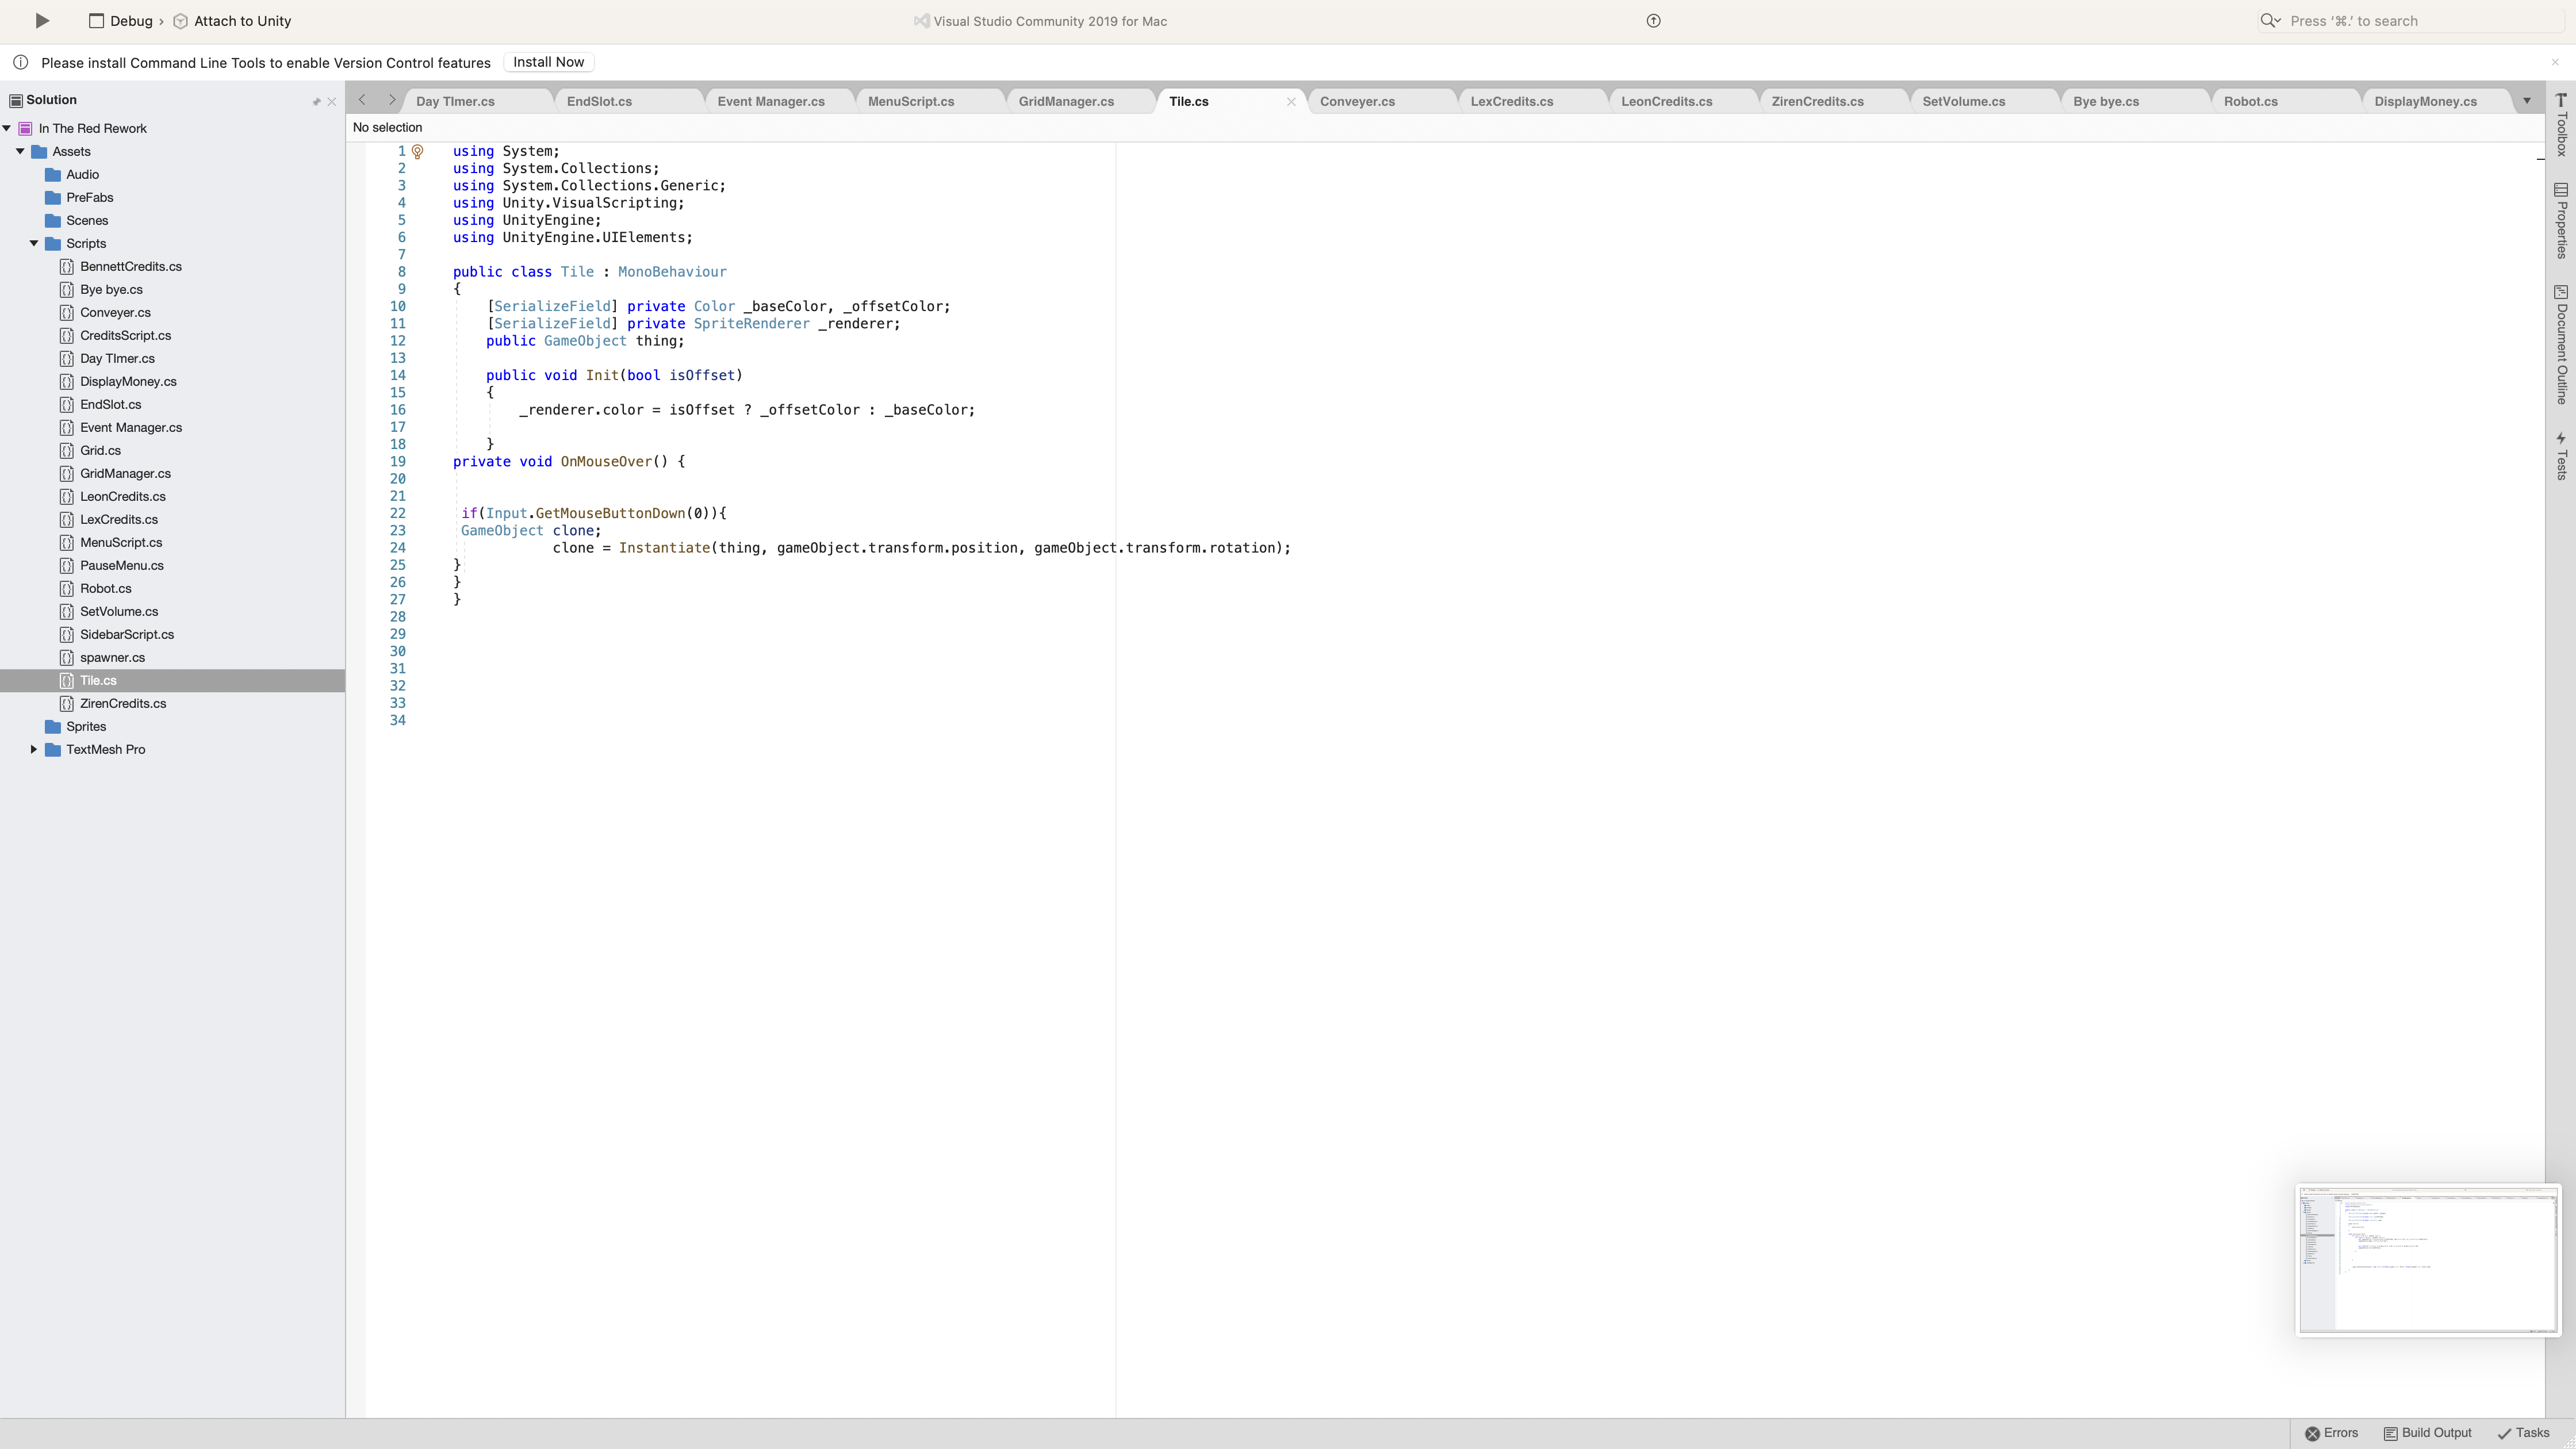 Debug › Attach to Unity
Visual Studio Community 2019 for Mac
Press ‘⌘.’ to search
Please install Command Line Tools to enable Version Control features Install Now
Solution
In The Red Rework
Assets
Audio
PreFabs
Scenes
Scripts
BennettCredits.cs
Bye bye.cs
Conveyer.cs
CreditsScript.cs
Day TImer.cs
DisplayMoney.cs
EndSlot.cs
Event Manager.cs
Grid.cs
GridManager.cs
LeonCredits.cs
LexCredits.cs
MenuScript.cs
PauseMenu.cs
Robot.cs
SetVolume.cs
SidebarScript.cs
spawner.cs
Tile.cs
ZirenCredits.cs
Sprites
TextMesh Pro
Day TImer.cs EndSlot.cs Event Manager.cs MenuScript.cs GridManager.cs Tile.cs Conveyer.cs LexCredits.cs LeonCredits.cs ZirenCredits.cs SetVolume.cs Bye bye.cs Robot.cs DisplayMoney.cs
No selection
1 using System;
2 using System.Collections;
3 using System.Collections.Generic;
4 using Unity.VisualScripting;
5 using UnityEngine;
6 using UnityEngine.UIElements;
7
8 public class Tile : MonoBehaviour
9 {
10 [SerializeField] private Color _baseColor, _offsetColor;
11 [SerializeField] private SpriteRenderer _renderer;
12 public GameObject thing;
13
14 public void Init(bool isOffset)
15 {
16 _renderer.color = isOffset ? _offsetColor : _baseColor;
17
18 }
19 private void OnMouseOver() {
20
21
22 if(Input.GetMouseButtonDown(0)){
23 GameObject clone;
24 clone = Instantiate(thing, gameObject.transform.position, gameObject.transform.rotation);
25 }
26 }
27 }
28
29
30
31
32
33
34
Toolbox
Properties
Document Outline
Tests
Errors Build Output Tasks